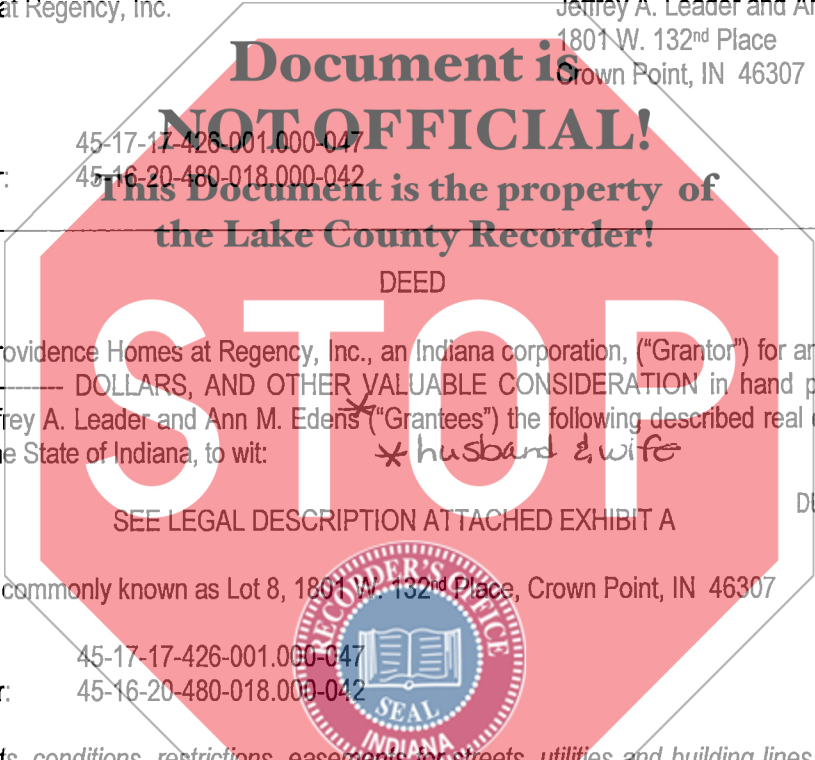 at Regency, Inc.
Jeffrey A. Leader and An
1801 W. 132nd Place
Crown Point, IN 46307
Document is
NOT OFFICIAL!
This Document is the property of
the Lake County Recorder!
45-17-17-426-001.000-047
r: 45-16-20-480-018.000-042
DEED
STOP
rovidence Homes at Regency, Inc., an Indiana corporation, ("Grantor") for an
------- DOLLARS, AND OTHER VALUABLE CONSIDERATION in hand p
frey A. Leader and Ann M. Edens * ("Grantees") the following described real e
e State of Indiana, to wit: * husband & wife
SEE LEGAL DESCRIPTION ATTACHED EXHIBIT A
commonly known as Lot 8, 1801 W. 132nd Place, Crown Point, IN 46307
45-17-17-426-001.000-047
r: 45-16-20-480-018.000-042
RECORDER'S OFFICE
SEAL
INDIANA
ts, conditions, restrictions, easements for streets, utilities and building lines